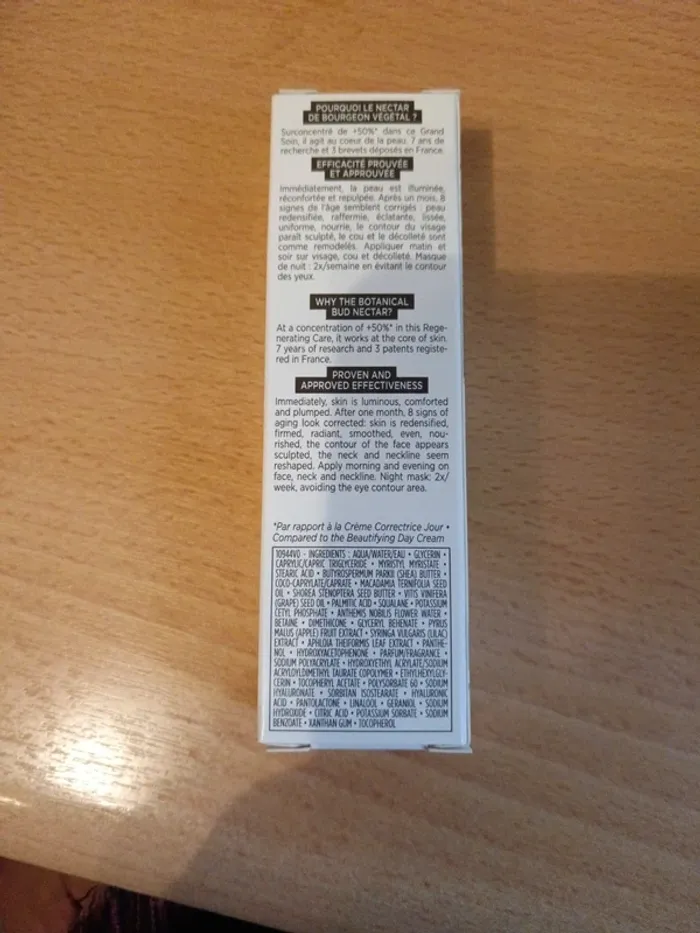 POURQUOI LE NECTAR
DE BOURGEON VÉGÉTAL ?
Surconcentré de +50%* dans ce Grand
Soin, il agit au coeur de la peau. 7 ans de
recherche et 3 brevets déposés en France.
EFFICACITÉ PROUVÉE
ET APPROUVÉE
Immédiatement, la peau est illuminée,
réconfortée et repulpée. Après un mois, 8
signes de l'âge semblent corrigés : peau
redensifiée, raffermie, éclatante, lissée,
uniforme, nourrie, le contour du visage
paraît sculpté, le cou et le décolleté sont
comme remodelés. Appliquer matin et
soir sur visage, cou et décolleté. Masque
de nuit : 2x/semaine en évitant le contour
des yeux.
WHY THE BOTANICAL
BUD NECTAR?
At a concentration of +50%* in this Rege-
nerating Care, it works at the core of skin.
7 years of research and 3 patents registe-
red in France.
PROVEN AND
APPROVED EFFECTIVENESS
Immediately, skin is luminous, comforted
and plumped. After one month, 8 signs of
aging look corrected: skin is redensified,
firmed, radiant, smoothed, even, nou-
rished, the contour of the face appears
sculpted, the neck and neckline seem
reshaped. Apply morning and evening on
face, neck and neckline. Night mask: 2x/
week, avoiding the eye contour area.
*Par rapport à la Crème Correctrice Jour •
Compared to the Beautifying Day Cream
10944V0 - INGREDIENTS : AQUA/WATER/EAU • GLYCERIN •
CAPRYLIC/CAPRIC TRIGLYCERIDE • MYRISTYL MYRISTATE •
STEARIC ACID • BUTYROSPERMUM PARKII (SHEA) BUTTER •
COCO-CAPRYLATE/CAPRATE • MACADAMIA TERNIFOLIA SEED
OIL • SHOREA STENOPTERA SEED BUTTER • VITIS VINIFERA
(GRAPE) SEED OIL • PALMITIC ACID • SQUALANE • POTASSIUM
CETYL PHOSPHATE • ANTHEMIS NOBILIS FLOWER WATER •
BETAINE • DIMETHICONE • GLYCERYL BEHENATE • PYRUS
MALUS (APPLE) FRUIT EXTRACT • SYRINGA VULGARIS (LILAC)
EXTRACT • APHLOIA THEIFORMIS LEAF EXTRACT • PANTHE-
NOL • HYDROXYACETOPHENONE • PARFUM/FRAGRANCE •
SODIUM POLYACRYLATE • HYDROXYETHYL ACRYLATE/SODIUM
ACRYLOYLDIMETHYL TAURATE COPOLYMER • ETHYLHEXYLGLY-
CERIN • TOCOPHERYL ACETATE • POLYSORBATE 60 • SODIUM
HYALURONATE • SORBITAN ISOSTEARATE • HYALURONIC
ACID • PANTOLACTONE • LINALOOL • GERANIOL • SODIUM
HYDROXIDE • CITRIC ACID • POTASSIUM SORBATE • SODIUM
BENZOATE • XANTHAN GUM • TOCOPHEROL